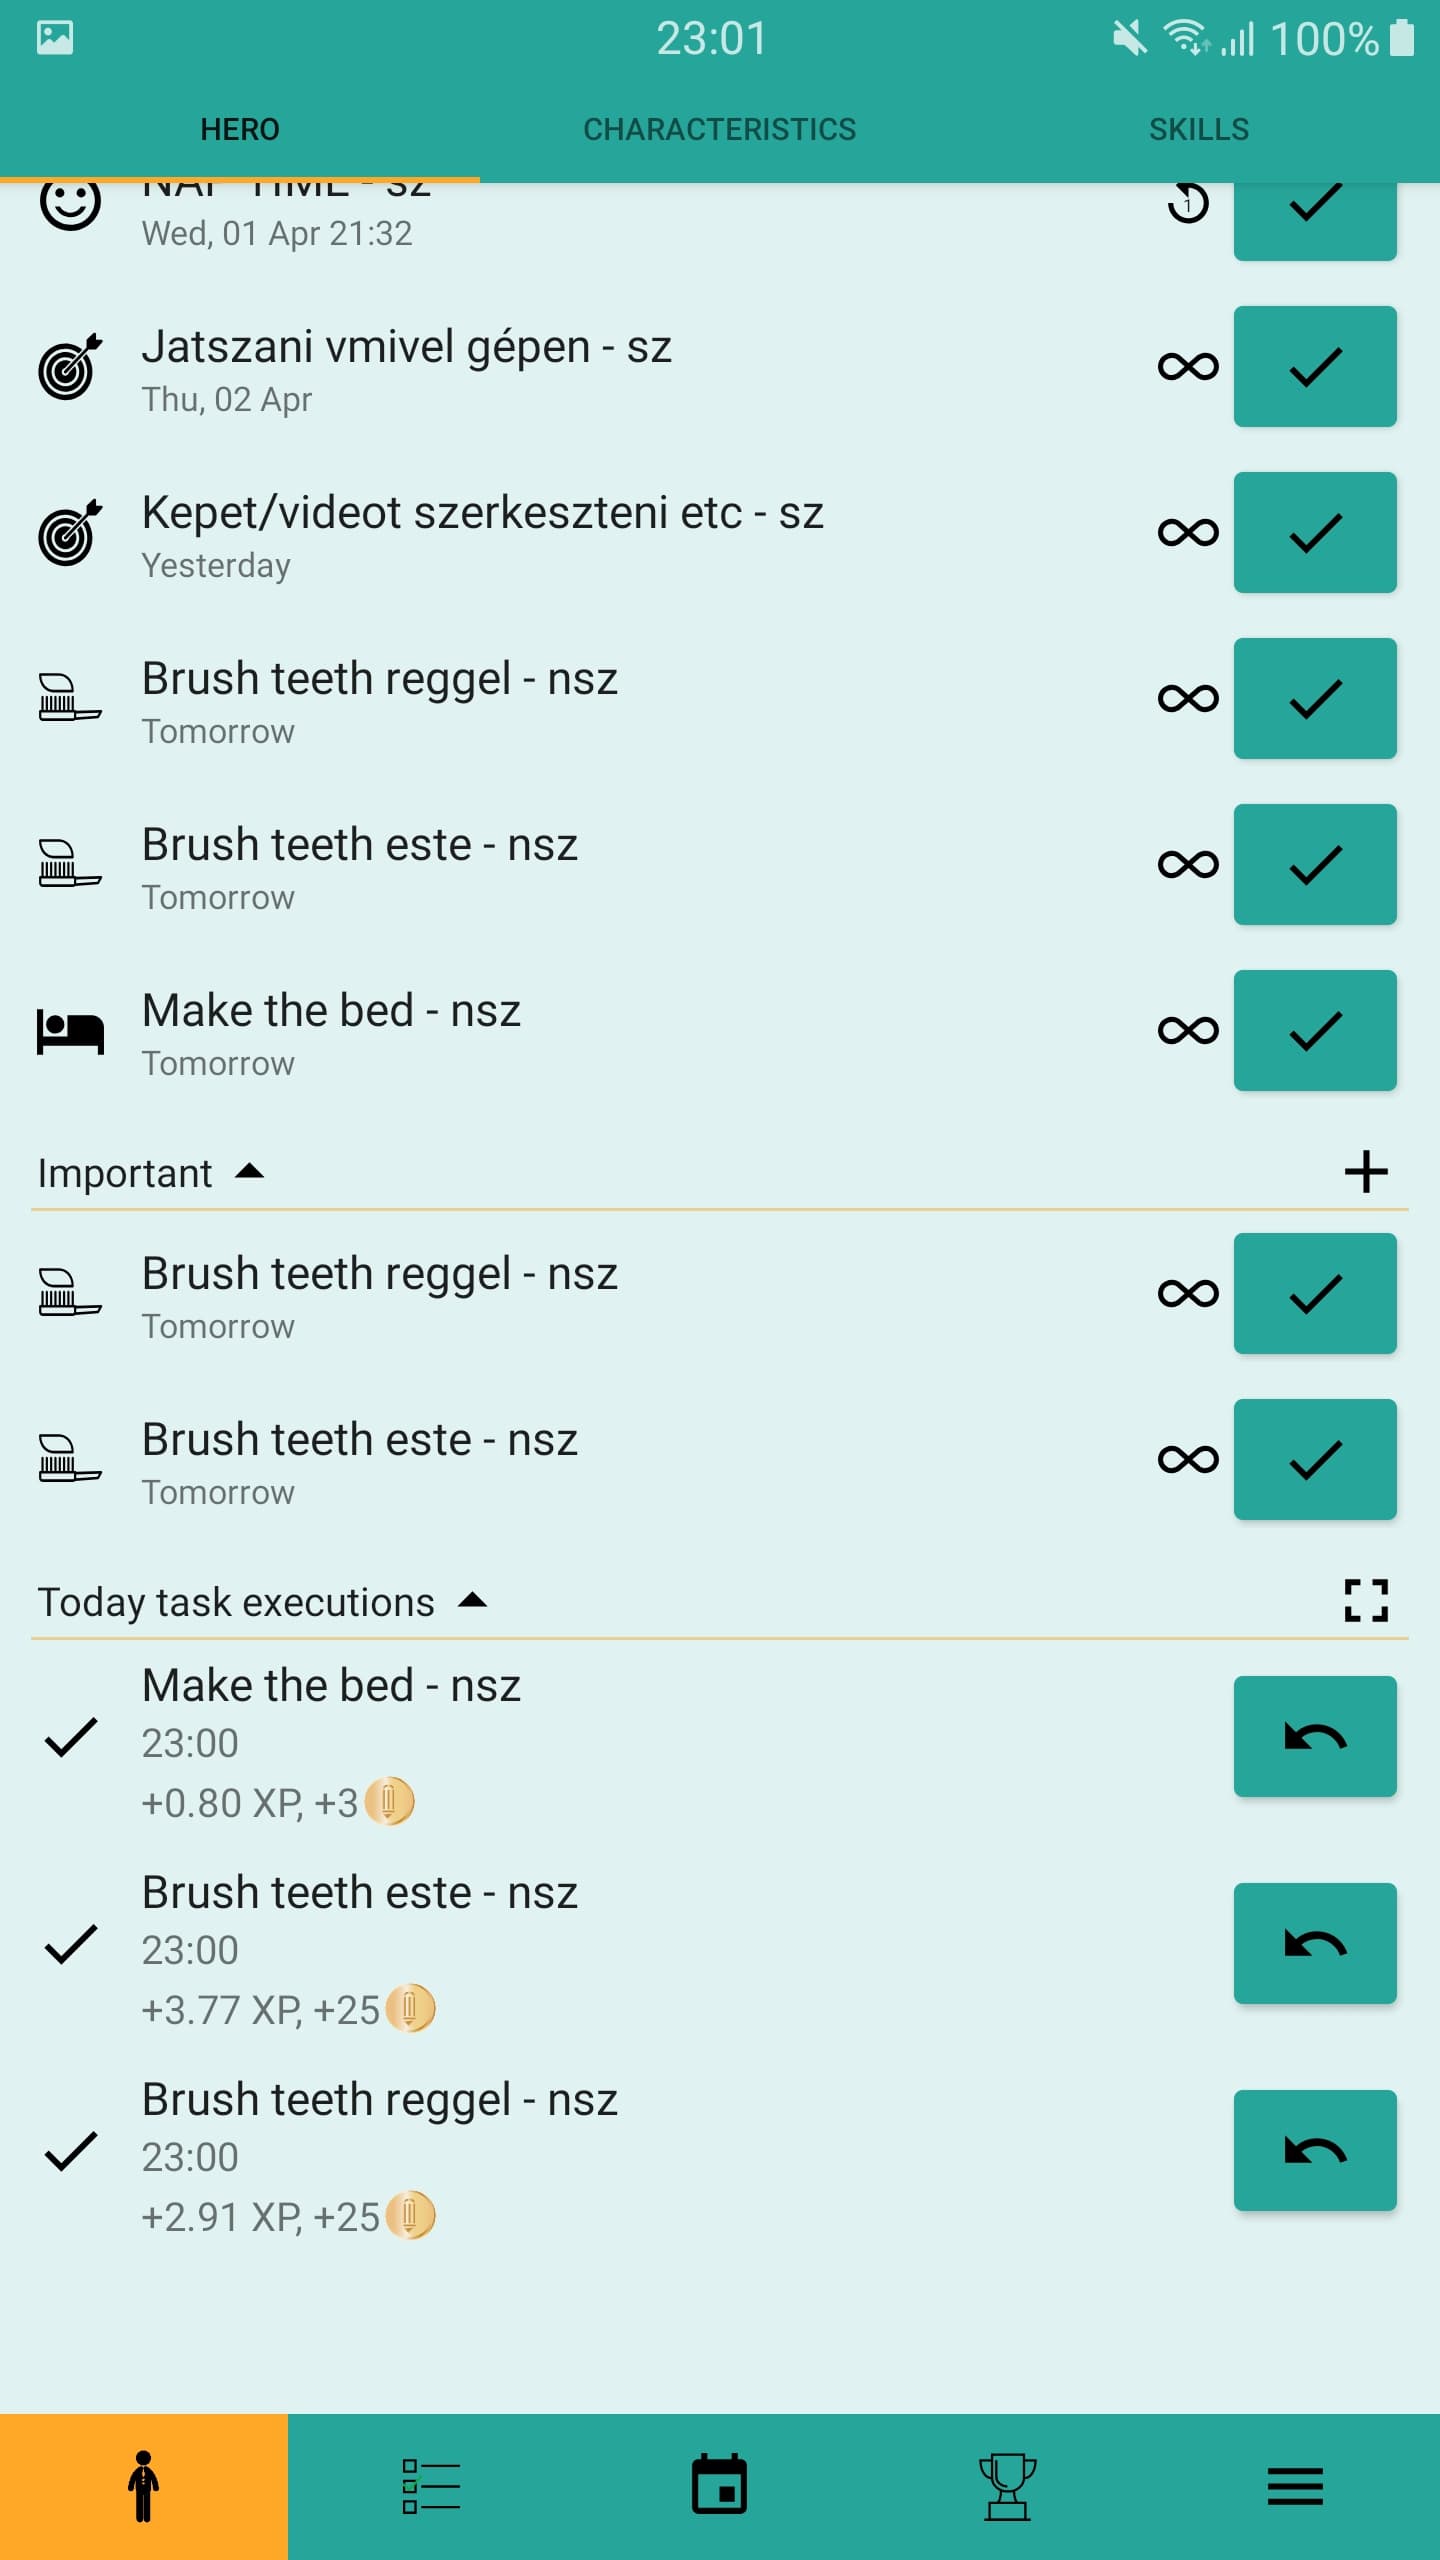 23:01
100%
HERO
CHARACTERISTICS
SKILLS
NAP TIME - sz
Wed, 01 Apr 21:32
1
Jatszani vmivel gépen - sz
Thu, 02 Apr
Kepet/videot szerkeszteni etc - sz
Yesterday
Brush teeth reggel - nsz
Tomorrow
Brush teeth este - nsz
Tomorrow
Make the bed - nsz
Tomorrow
Important
Brush teeth reggel - nsz
Tomorrow
Brush teeth este - nsz
Tomorrow
Today task executions
Make the bed - nsz
23:00
+0.80 XP, +3
Brush teeth este - nsz
23:00
+3.77 XP, +25
Brush teeth reggel - nsz
23:00
+2.91 XP, +25